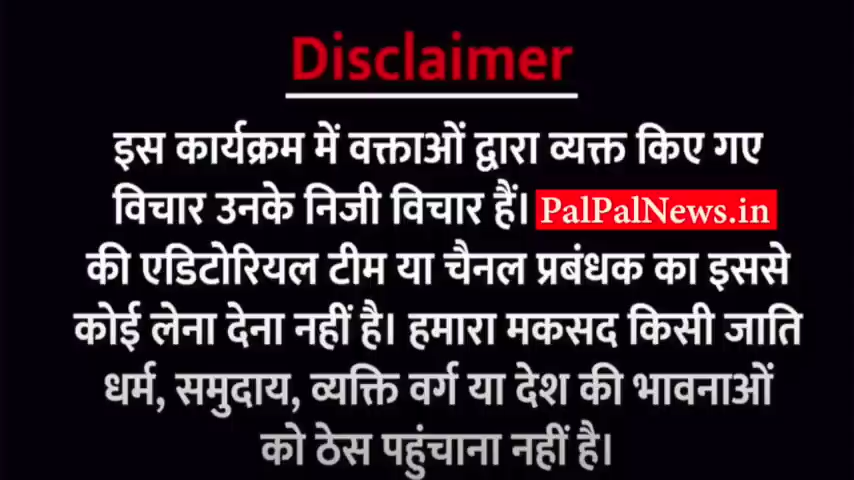 Disclaimer
इस कार्यक्रम में वक्ताओं द्वारा व्यक्त किए गए
विचार उनके निजी विचार हैं। PalPalNews.in
की एडिटोरियल टीम या चैनल प्रबंधक का इससे
कोई लेना देना नहीं है। हमारा मकसद किसी जाति
धर्म, समुदाय, व्यक्ति वर्ग या देश की भावनाओं
को ठेस पहुंचाना नहीं है।